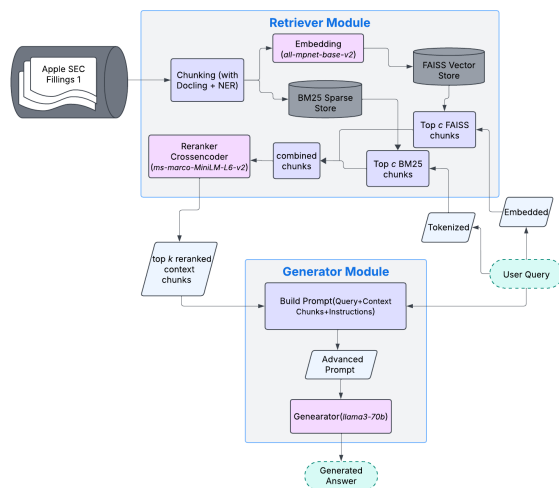 Retriever Module
Apple SEC
Fillings 1
Chunking (with
Docling + NER)
Embedding
(all-mpnet-base-v2)
FAISS Vector
Store
BM25 Sparse
Store
Top c FAISS
chunks
Reranker
Crossencoder
(ms-marco-MiniLM-L6-v2)
combined
chunks
Top c BM25
chunks
Embedded
Tokenized
top k reranked
context
chunks
User Query
Generator Module
Build Prompt(Query+Context
Chunks+Instructions)
Advanced
Prompt
Genearator(llama3-70b)
Generated
Answer